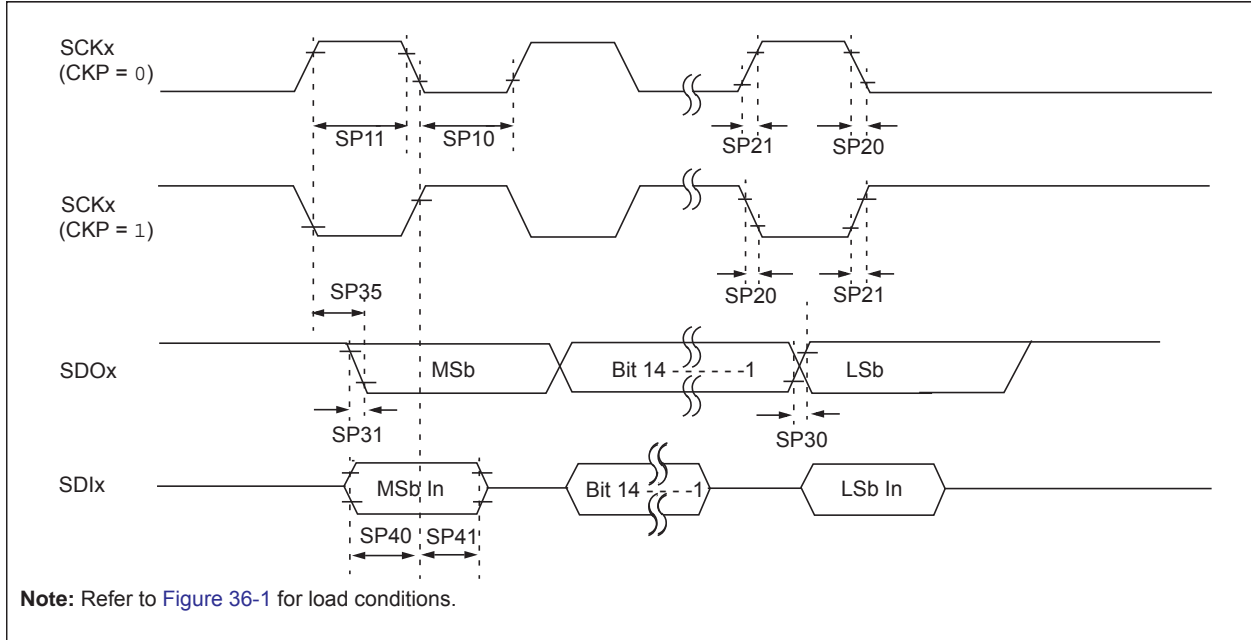 SCKx
(CKP = 0)
SP11
SP10
SP21
SP20
SCKx
(CKP = 1)
SP35
SP20
SP21
SDOx
MSb
Bit 14 - - - - - -1
LSb
SP31
SP30
SDIx
MSb In
Bit 14 - - - - -1
LSb In
SP40
SP41
Note: Refer to Figure 36-1 for load conditions.